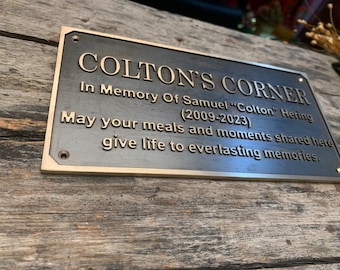 COLTON'S CORNER
In Memory Of Samuel "Colton" Hering
(2009-2023)
May your meals and moments shared here
give life to everlasting memories.